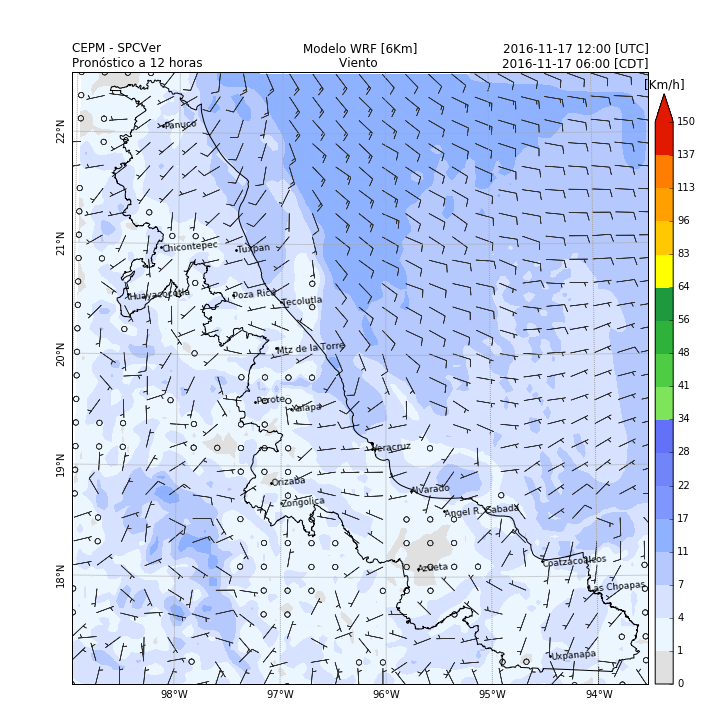 CEPM - SPCVer Modelo WRF [6Km] 2016-11-17 12:00 [UTC]
Pronóstico a 12 horas Viento 2016-11-17 06:00 [CDT]
[Km/h]
150
137
113
96
83
64
56
48
41
34
28
22
17
11
7
4
1
0
22°N
21°N
20°N
19°N
18°N
Panuco
Chicontepec
Tuxpan
Huayacocotla
Poza Rica
Tecolutla
Mtz de la Torre
Perote
Xalapa
Veracruz
Orizaba
Alvarado
Zongolica
Angel R. Cabada
Coatzacoalcos
Azueta
Las Choapas
Uxpanapa
98°W 97°W 96°W 95°W 94°W